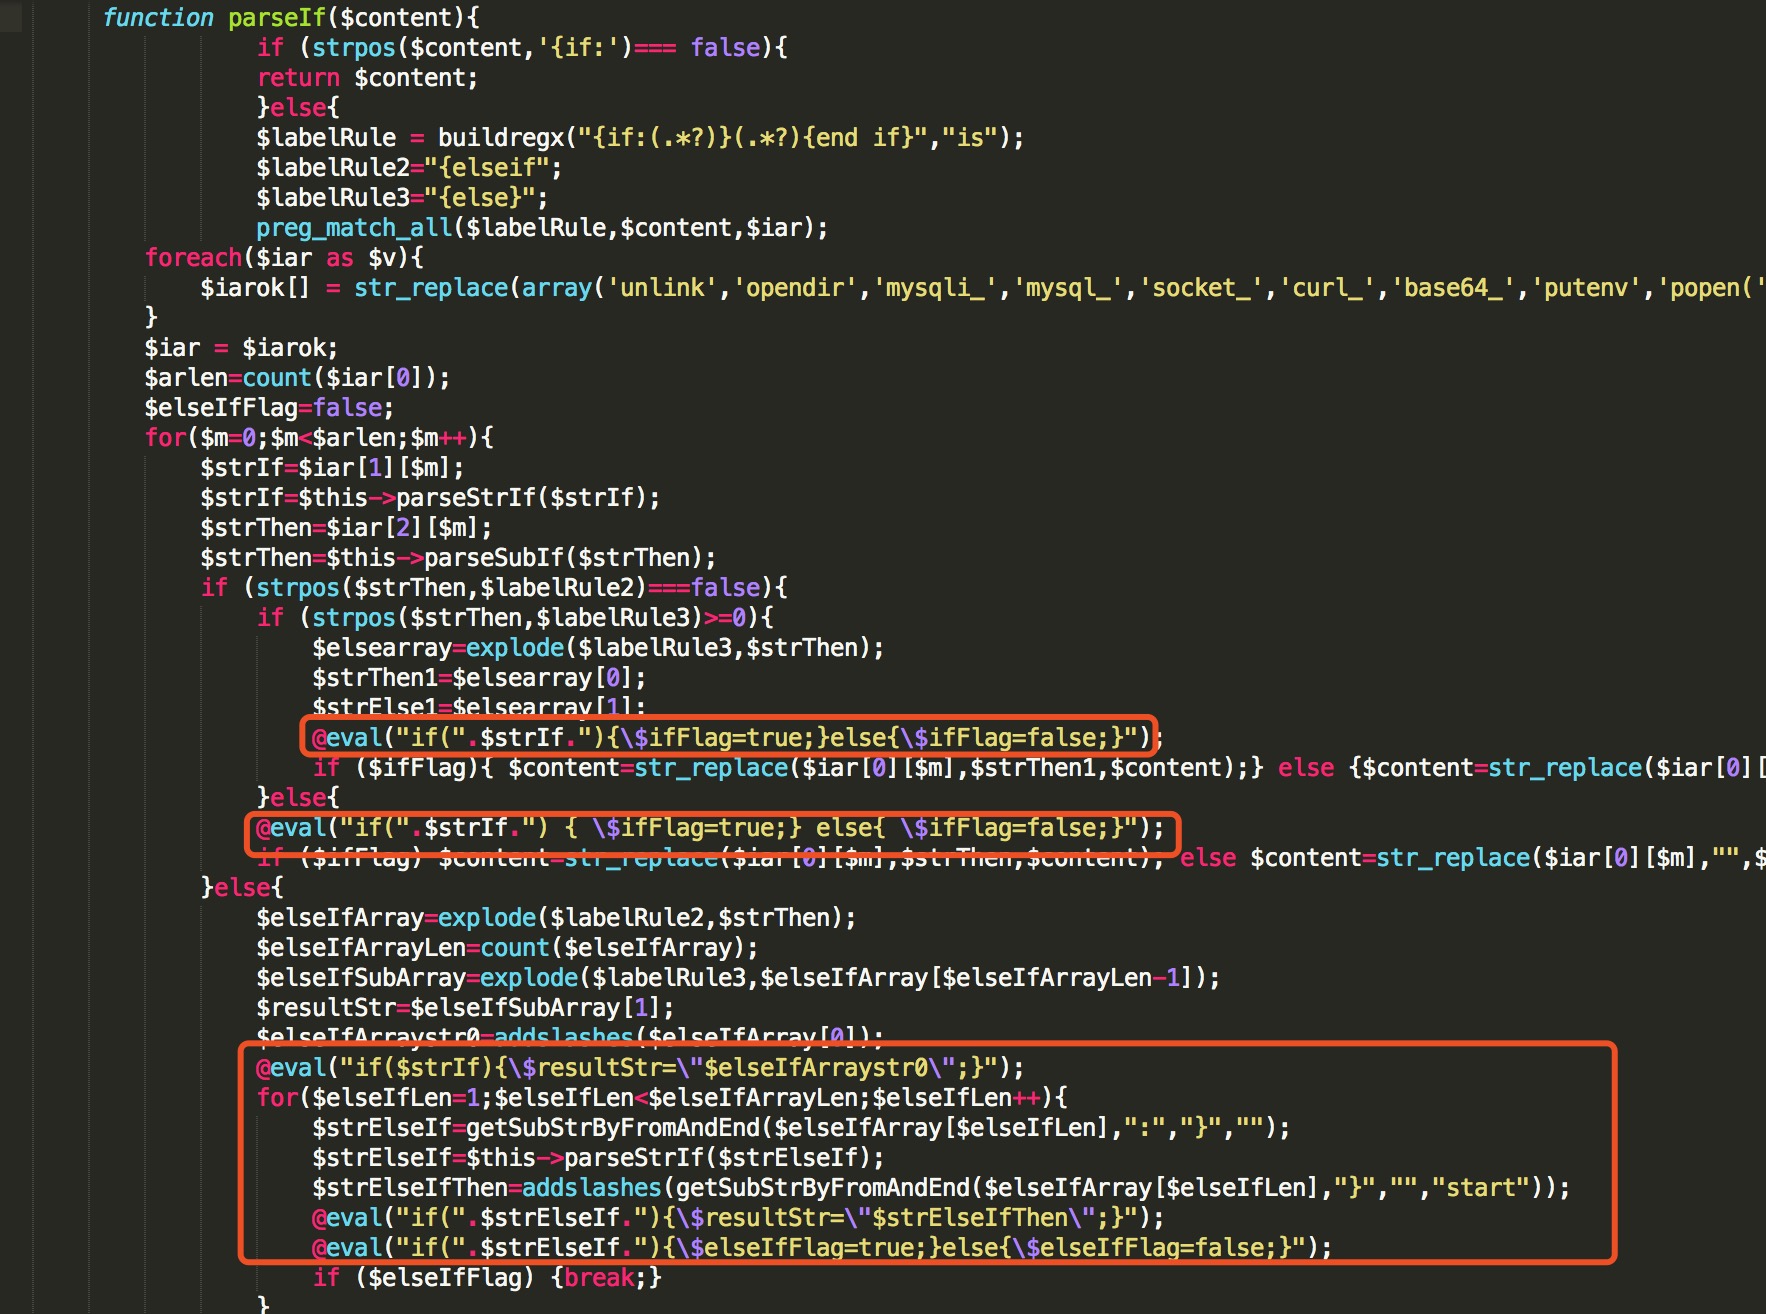 function parseIf($content){
if (strpos($content,'{if:')=== false){
return $content;
}else{
$labelRule = buildregx("{if:(.*?)}(.*?){end if}","is");
$labelRule2="{elseif";
$labelRule3="{else}";
preg_match_all($labelRule,$content,$iar);
foreach($iar as $v){
$iarok[] = str_replace(array('unlink','opendir','mysqli_','mysql_','socket_','curl_','base64_','putenv','popen('
}
$iar = $iarok;
$arlen=count($iar[0]);
$elseIfFlag=false;
for($m=0;$m<$arlen;$m++){
$strIf=$iar[1][$m];
$strIf=$this->parseStrIf($strIf);
$strThen=$iar[2][$m];
$strThen=$this->parseSubIf($strThen);
if (strpos($strThen,$labelRule2)===false){
if (strpos($strThen,$labelRule3)>=0){
$elsearray=explode($labelRule3,$strThen);
$strThen1=$elsearray[0];
$strElse1=$elsearray[1];
@eval("if(".$strIf."){\$ifFlag=true;}else{\$ifFlag=false;}");
if ($ifFlag){ $content=str_replace($iar[0][$m],$strThen1,$content);} else {$content=str_replace($iar[0][
}else{
@eval("if(".$strIf.") { \$ifFlag=true;} else{ \$ifFlag=false;}");
if ($ifFlag) $content=str_replace($iar[0][$m],$strThen,$content); else $content=str_replace($iar[0][$m],"",$
}else{
$elseIfArray=explode($labelRule2,$strThen);
$elseIfArrayLen=count($elseIfArray);
$elseIfSubArray=explode($labelRule3,$elseIfArray[$elseIfArrayLen-1]);
$resultStr=$elseIfSubArray[1];
$elseIfArraystr0=addslashes($elseIfArray[0]);
@eval("if($strIf){\$resultStr=\"$elseIfArraystr0\";}");
for($elseIfLen=1;$elseIfLen<$elseIfArrayLen;$elseIfLen++){
$strElseIf=getSubStrByFromAndEnd($elseIfArray[$elseIfLen],":","}","");
$strElseIf=$this->parseStrIf($strElseIf);
$strElseIfThen=addslashes(getSubStrByFromAndEnd($elseIfArray[$elseIfLen],"}","","start"));
@eval("if(".$strElseIf."){\$resultStr=\"$strElseIfThen\";}");
@eval("if(".$strElseIf."){\$elseIfFlag=true;}else{\$elseIfFlag=false;}");
if ($elseIfFlag) {break;}
}